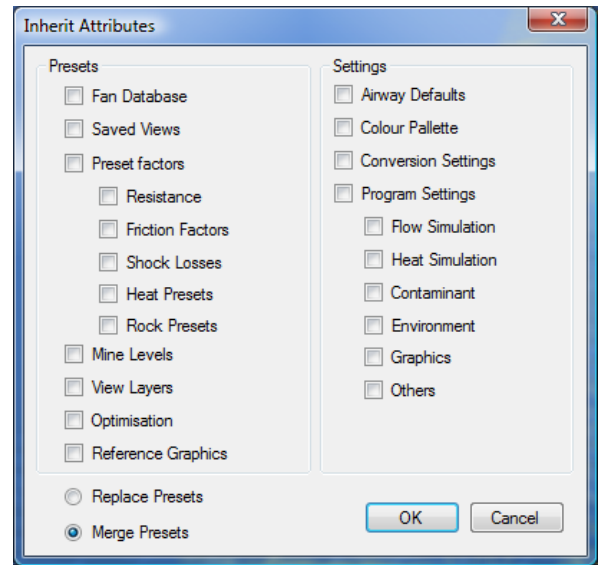 Inherit Attributes
Presets
Fan Database
Saved Views
Preset factors
Resistance
Friction Factors
Shock Losses
Heat Presets
Rock Presets
Mine Levels
View Layers
Optimisation
Reference Graphics
Replace Presets
Merge Presets
Settings
Airway Defaults
Colour Pallette
Conversion Settings
Program Settings
Flow Simulation
Heat Simulation
Contaminant
Environment
Graphics
Others
OK
Cancel